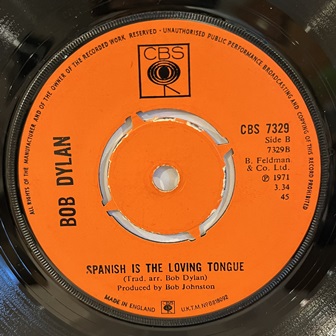 ALL RIGHTS OF THE MANUFACTURER AND OF THE OWNER OF THE RECORDED WORK RESERVED - UNAUTHORISED PUBLIC PERFORMANCE BROADCASTING AND COPYING OF THIS RECORD PROHIBITED
CBS
BOB DYLAN
CBS 7329
Side B
7329B
B. Feldman
& Co. Ltd.
℗ 1971
3.34
45
SPANISH IS THE LOVING TONGUE
(Trad. arr. Bob Dylan)
Produced by Bob Johnston
MADE IN ENGLAND